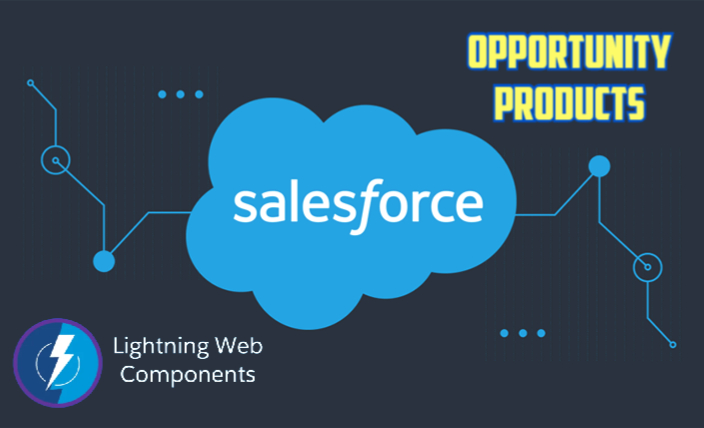 OPPORTUNITY
PRODUCTS
salesforce
Lightning Web
Components